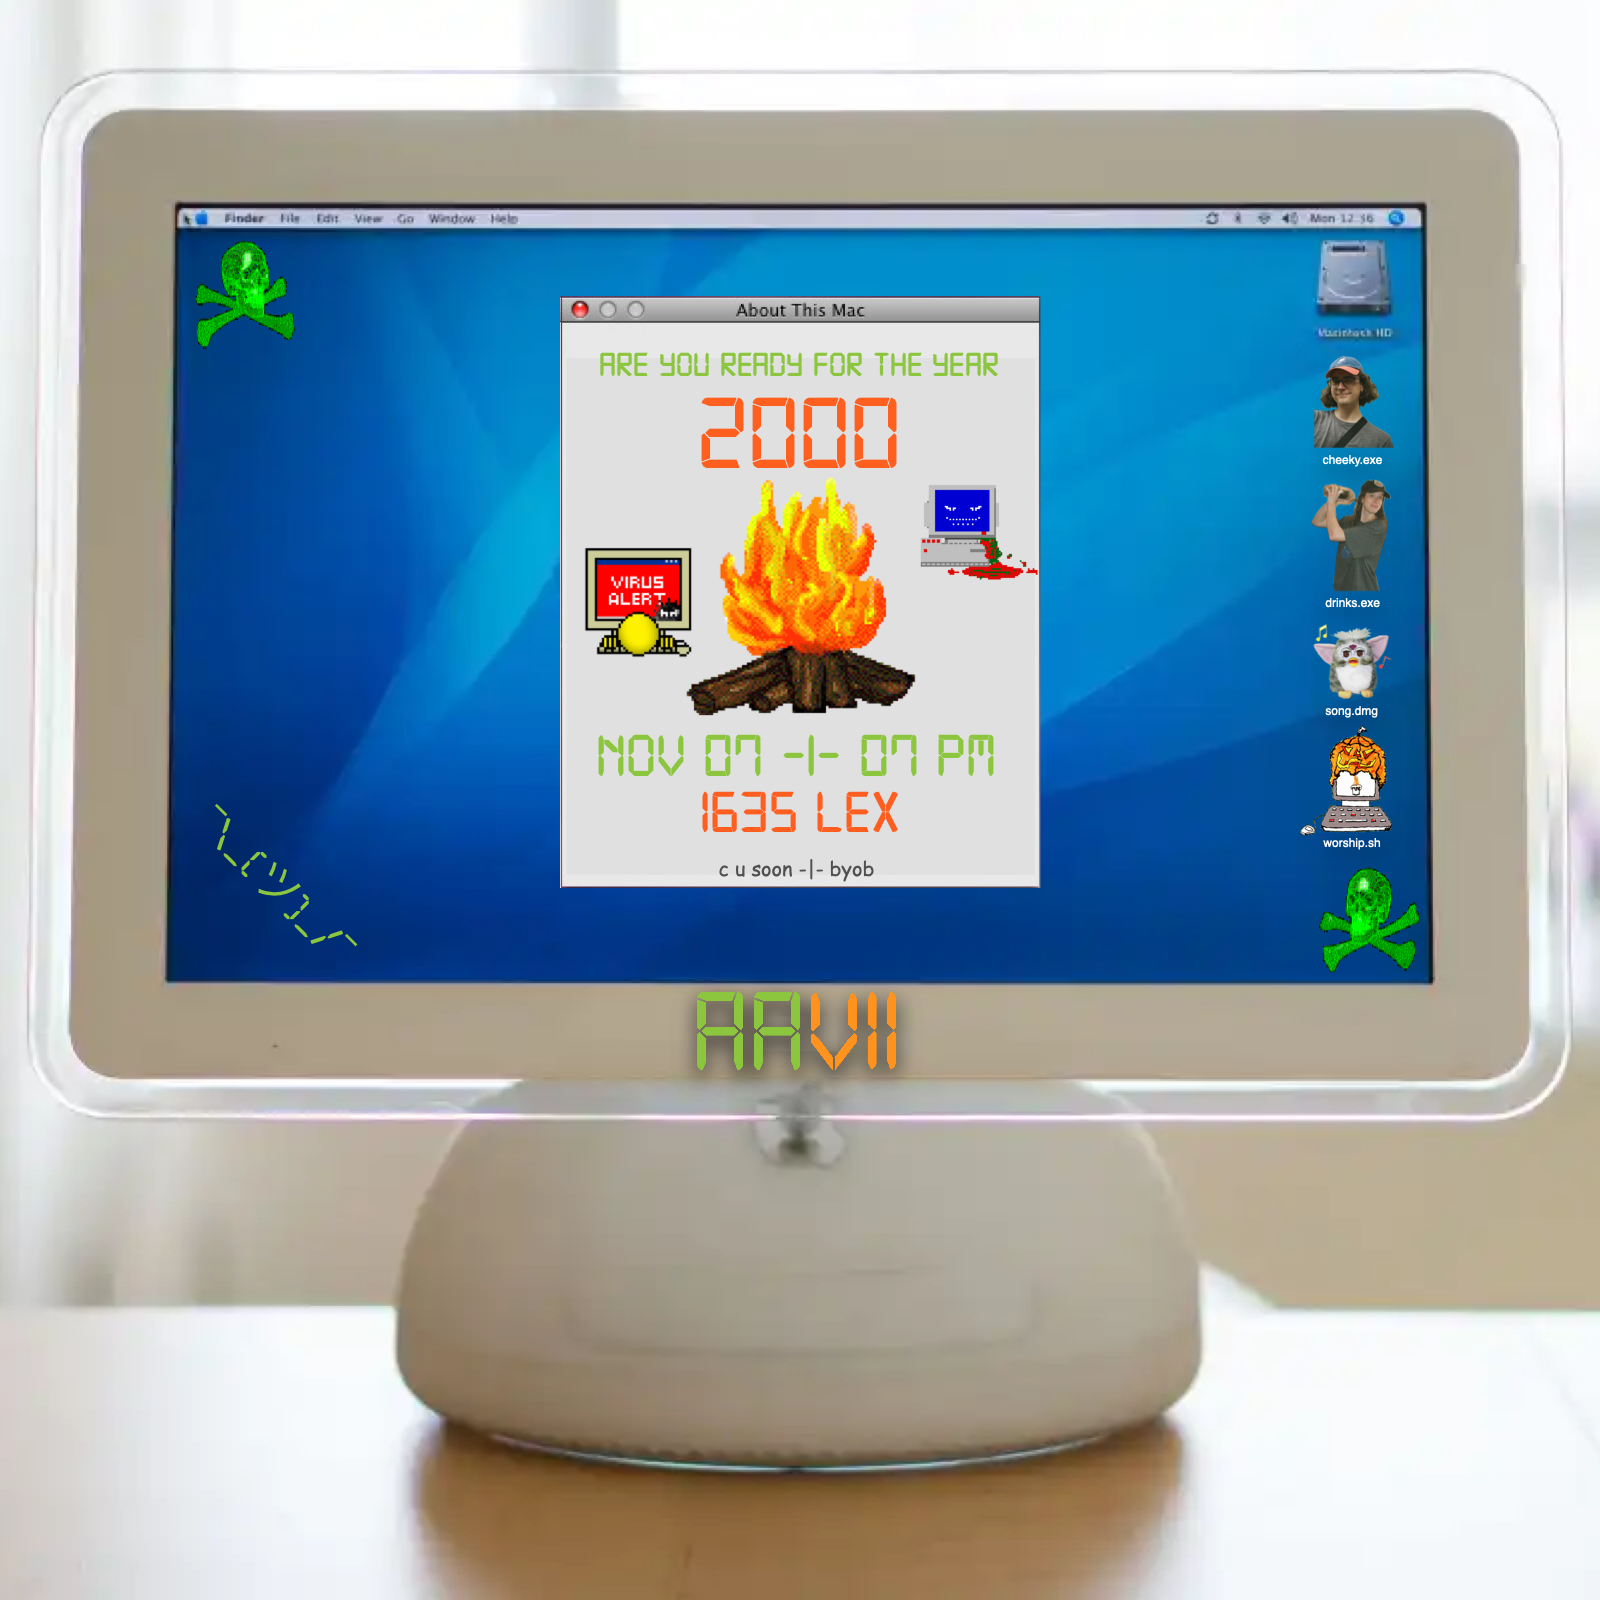 Finder File Edit View Go Window Help
Mon 12:36
About This Mac
ARE YOU READY FOR THE YEAR
2000
VIRUS
ALERT
NOV 07 -|- 07 PM
1635 LEX
c u soon -|- byob
Macintosh HD
cheeky.exe
drinks.exe
song.dmg
worship.sh
¯\_(ツ)_/¯
AAVII